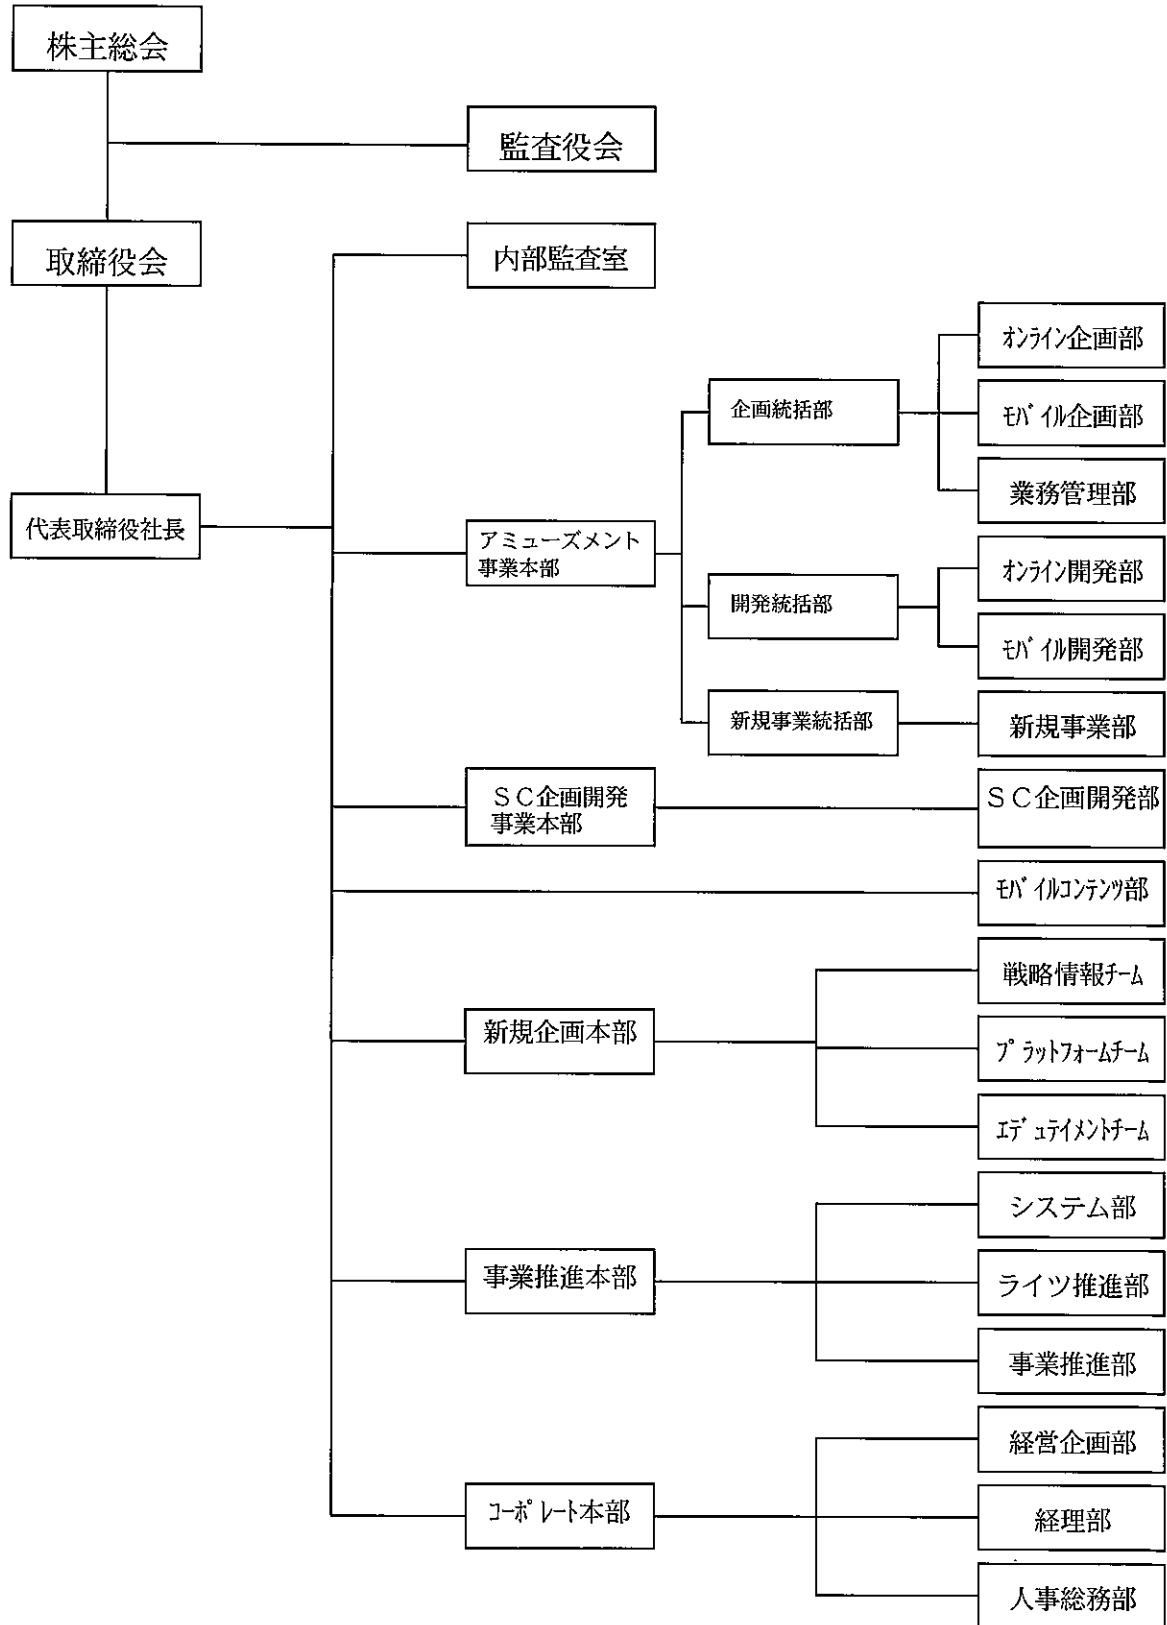 株主総会
監査役会
取締役会
内部監査室
代表取締役社長
アミューズメント
事業本部
企画統括部
オンライン企画部
モバイル企画部
業務管理部
開発統括部
オンライン開発部
モバイル開発部
新規事業統括部
新規事業部
ＳＣ企画開発
事業本部
ＳＣ企画開発部
モバイルコンテンツ部
新規企画本部
戦略情報チーム
プラットフォームチーム
エデュテイメントチーム
事業推進本部
システム部
ライツ推進部
事業推進部
コーポレート本部
経営企画部
経理部
人事総務部